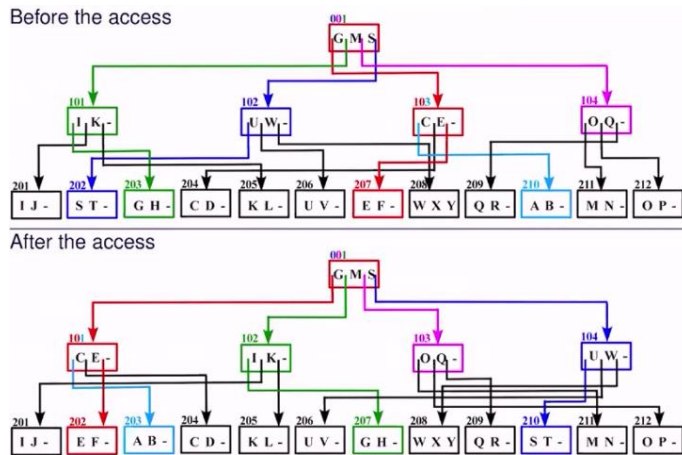 Before the access
001
G M S
101 102 103 104
I K - U W - C E - O Q -
201 202 203 204 205 206 207 208 209 210 211 212
I J - S T - G H - C D - K L - U V - E F - W X Y Q R - A B - M N - O P -
After the access
001
G M S
101 102 103 104
C E - I K - O Q - U W -
201 202 203 204 205 206 207 208 209 210 211 212
I J - E F - A B - C D - K L - U V - G H - W X Y Q R - S T - M N - O P -